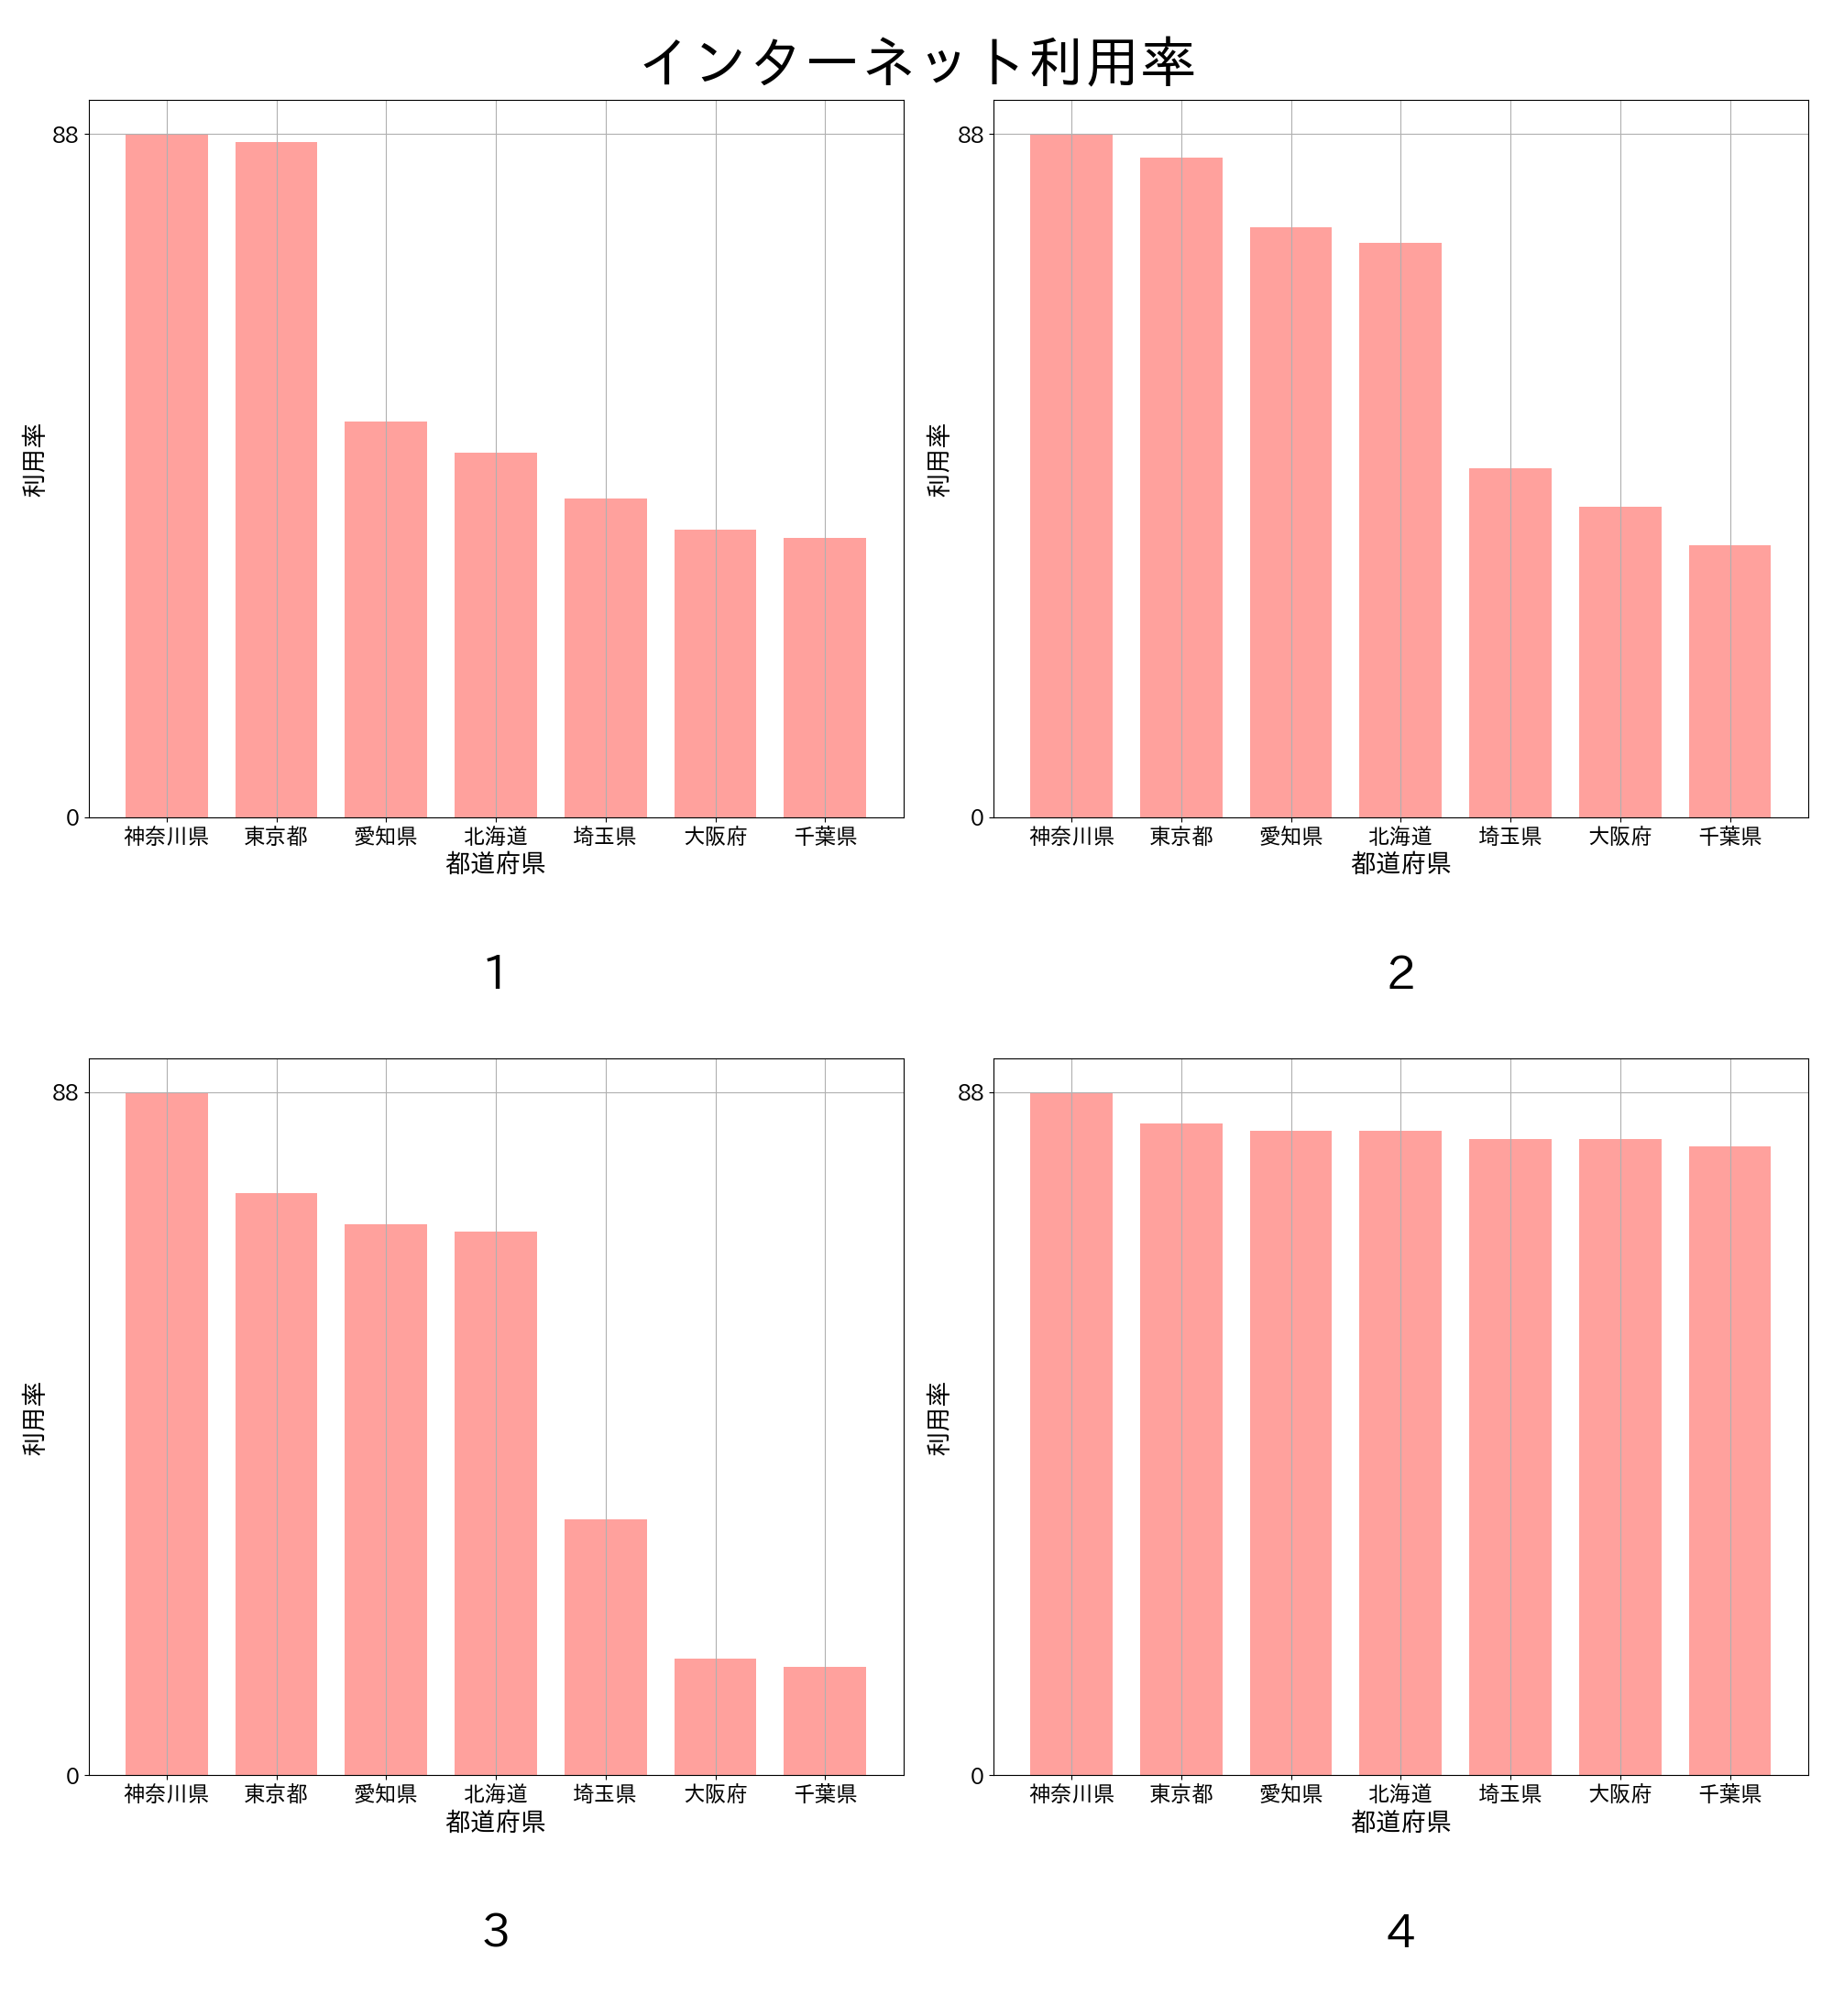 インターネット利用率
88
0
利用率
神奈川県 東京都 愛知県 北海道 埼玉県 大阪府 千葉県
都道府県
1
88
0
利用率
神奈川県 東京都 愛知県 北海道 埼玉県 大阪府 千葉県
都道府県
2
88
0
利用率
神奈川県 東京都 愛知県 北海道 埼玉県 大阪府 千葉県
都道府県
3
88
0
利用率
神奈川県 東京都 愛知県 北海道 埼玉県 大阪府 千葉県
都道府県
4